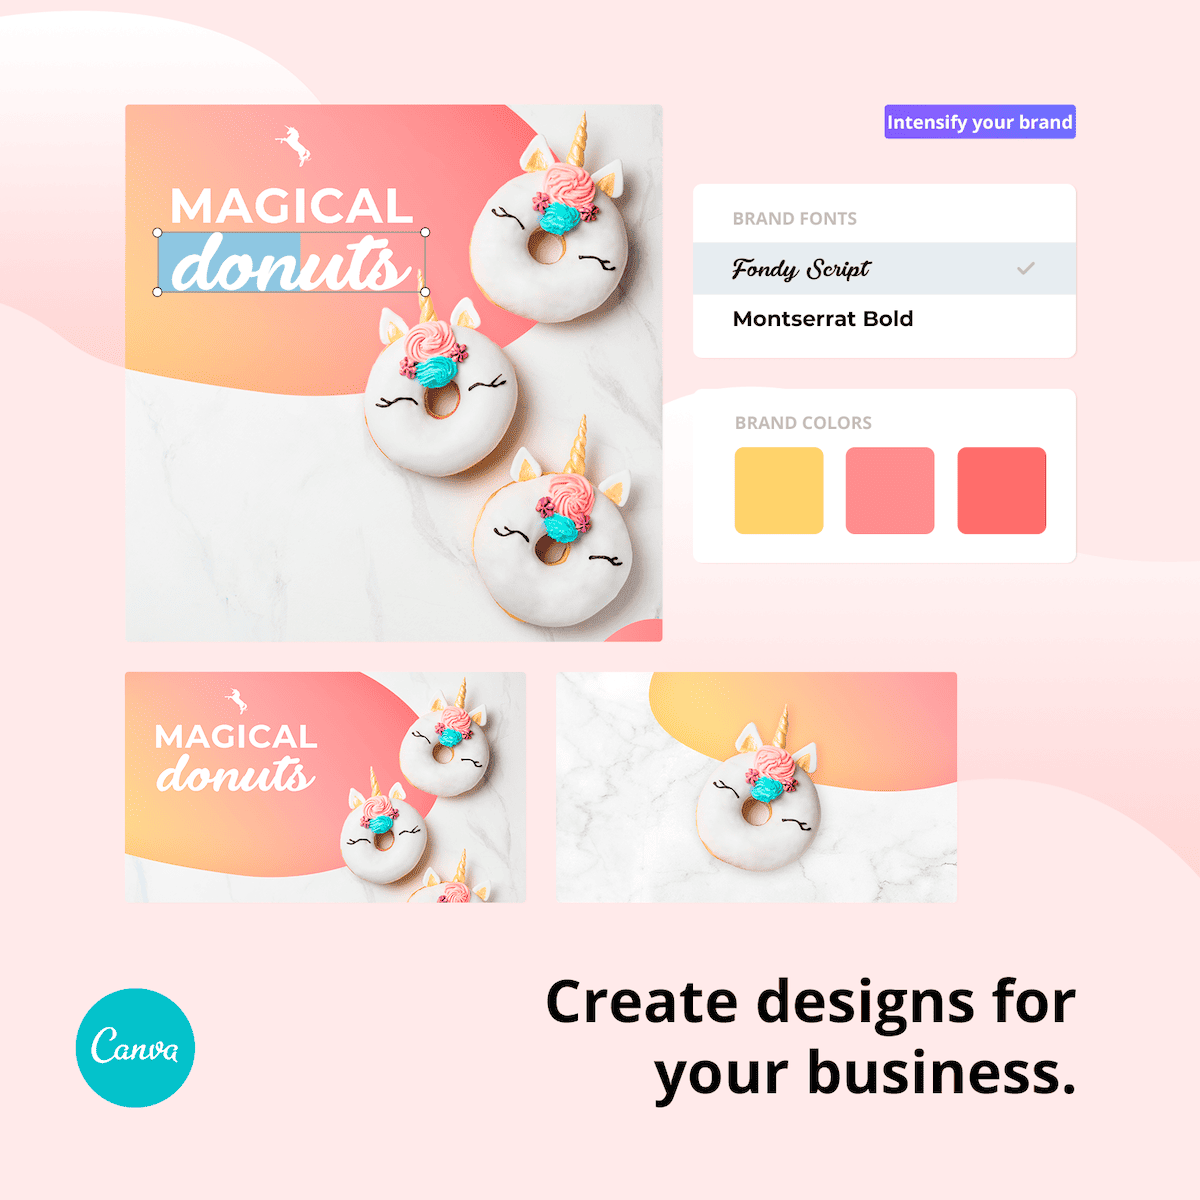 MAGICAL
donuts
Intensify your brand
BRAND FONTS
Fondy Script
Montserrat Bold
BRAND COLORS
MAGICAL
donuts
Create designs for
your business.
Canva